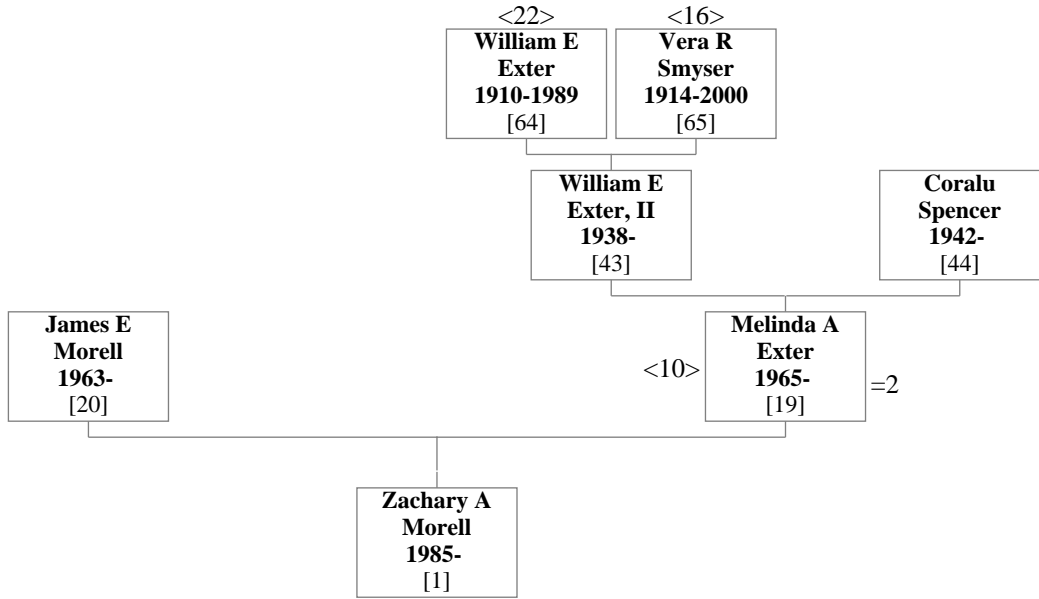 <22>
William E
Exter
1910-1989
[64]
<16>
Vera R
Smyser
1914-2000
[65]
William E
Exter, II
1938-
[43]
Coralu
Spencer
1942-
[44]
James E
Morell
1963-
[20]
<10>
Melinda A
Exter
1965-
[19]
=2
Zachary A
Morell
1985-
[1]